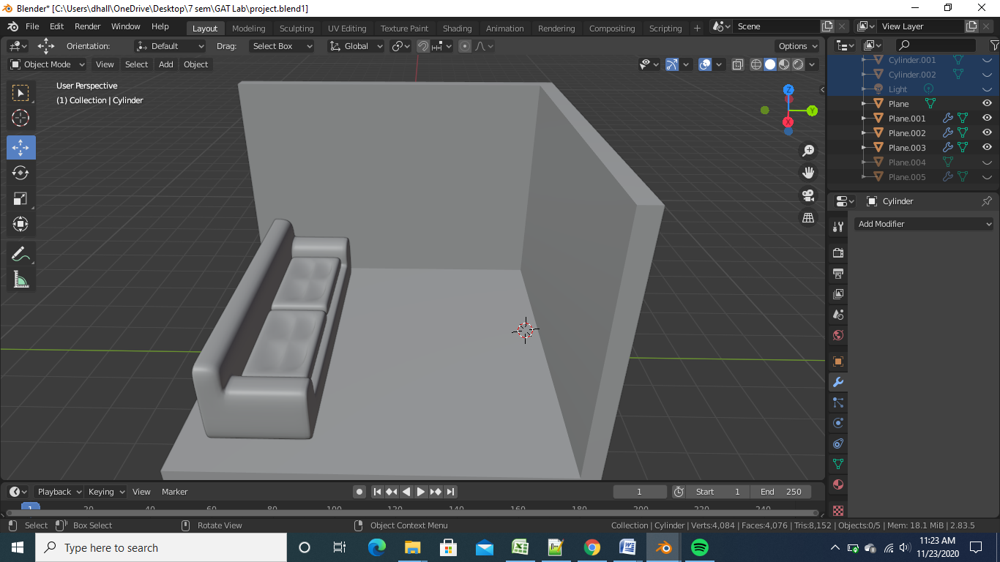 Blender* [C:\Users\dhall\OneDrive\Desktop\7 sem\GAT Lab\project.blend1]
File Edit Render Window Help Layout Modeling Sculpting UV Editing Texture Paint Shading Animation Rendering Compositing Scripting + Scene View Layer
Orientation: Default Drag: Select Box Global Options
Object Mode View Select Add Object
User Perspective
(1) Collection | Cylinder
Z
Y
X
Cylinder.001
Cylinder.002
Light
Plane
Plane.001
Plane.002
Plane.003
Plane.004
Plane.005
Cylinder
Add Modifier
Playback Keying View Marker 1 Start 1 End 250
1 20 40 60 80 100 120 140 160 180 200 220 240
Select Box Select Rotate View Object Context Menu Collection | Cylinder | Verts:4,084 | Faces:4,076 | Tris:8,152 | Objects:0/5 | Mem: 18.1 MiB | 2.83.5
Type here to search
11:23 AM
11/23/2020